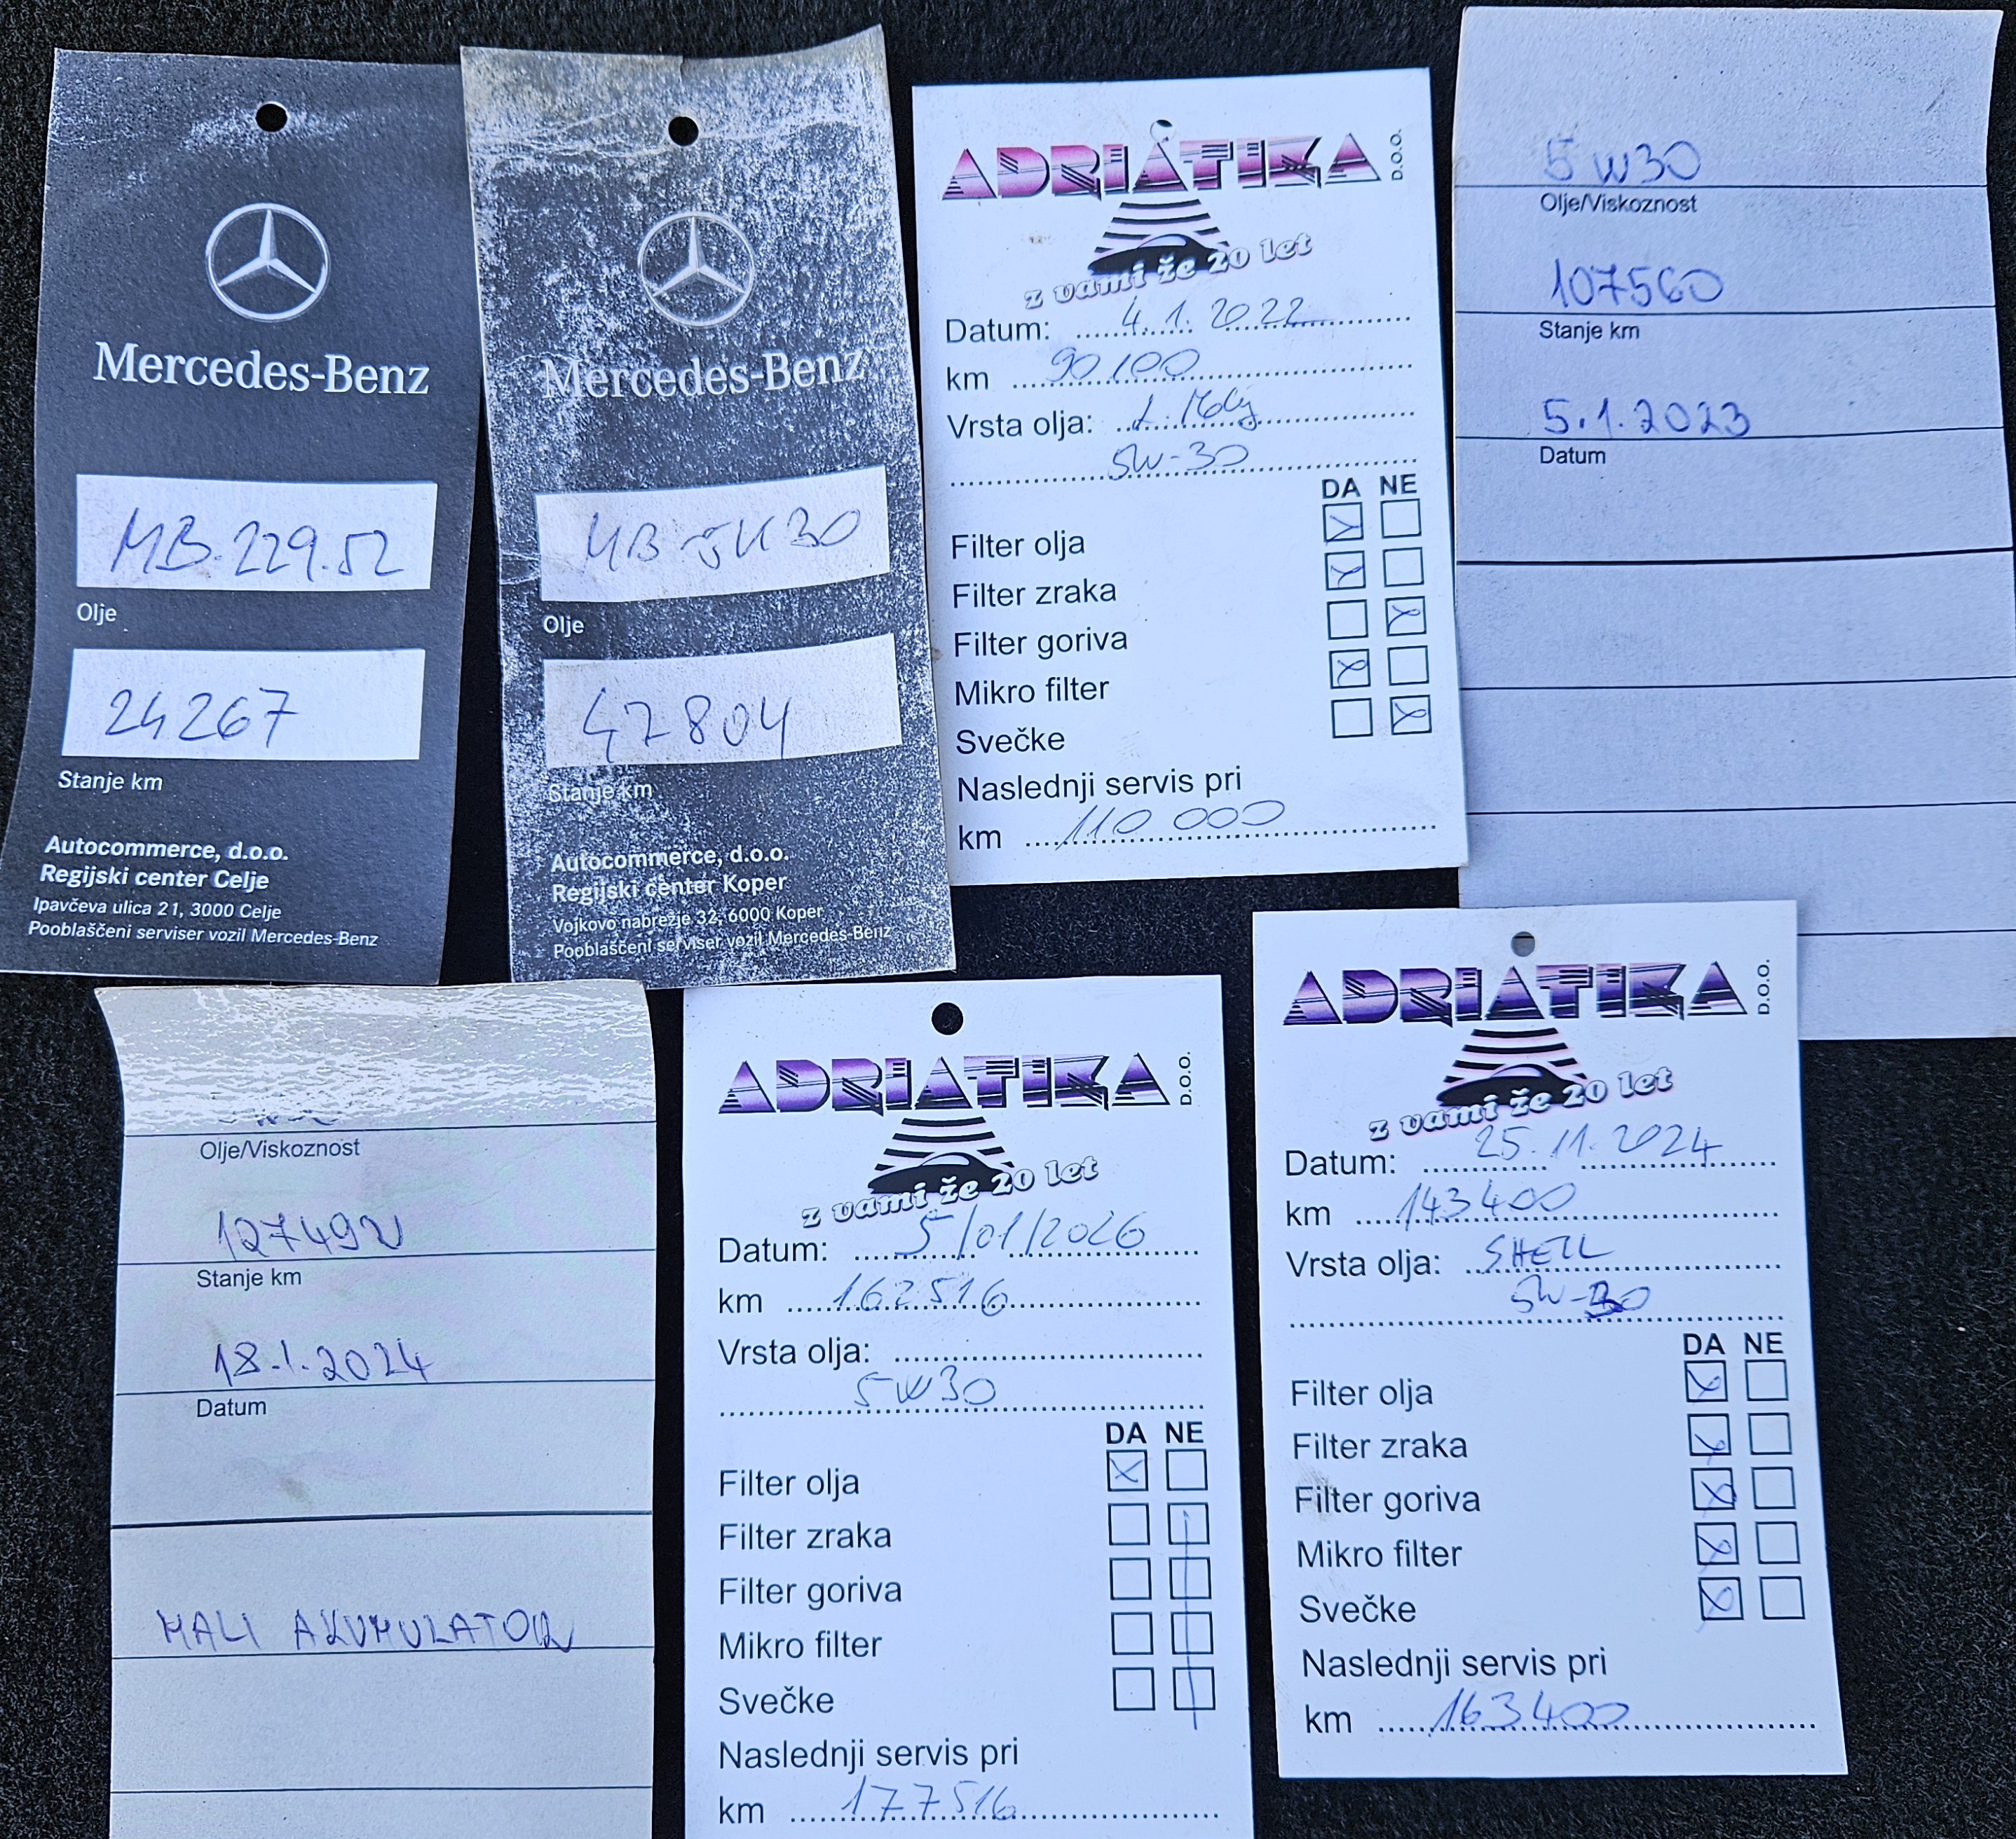 Mercedes-Benz
MB.229.52
Olje
24267
Stanje km
Autocommerce, d.o.o.
Regijski center Celje
Ipavčeva ulica 21, 3000 Celje
Pooblaščeni serviser vozil Mercedes-Benz
Mercedes-Benz
MB 5W30
Olje
47804
Stanje km
Autocommerce, d.o.o.
Regijski center Koper
Vojkovo nabrežje 32, 6000 Koper
Pooblaščeni serviser vozil Mercedes-Benz
ADRIATIKA D.O.O.
z vami že 20 let
Datum: 4.1.2022
km 90100
Vrsta olja: L. Moly
5W-30
DA NE
Filter olja
Filter zraka
Filter goriva
Mikro filter
Svečke
Naslednji servis pri
km 110 000
5W30
Olje/Viskoznost
107560
Stanje km
5.1.2023
Datum
Olje/Viskoznost
127492
Stanje km
18.1.2024
Datum
MALI AKUMULATOR
ADRIATIKA D.O.O.
z vami že 20 let
Datum: 5/01/2026
km 162516
Vrsta olja:
5W30
DA NE
Filter olja
Filter zraka
Filter goriva
Mikro filter
Svečke
Naslednji servis pri
km 177516
ADRIATIKA D.O.O.
z vami že 20 let
Datum: 25.11.2024
km 143400
Vrsta olja: SHELL
5W-30
DA NE
Filter olja
Filter zraka
Filter goriva
Mikro filter
Svečke
Naslednji servis pri
km 163400